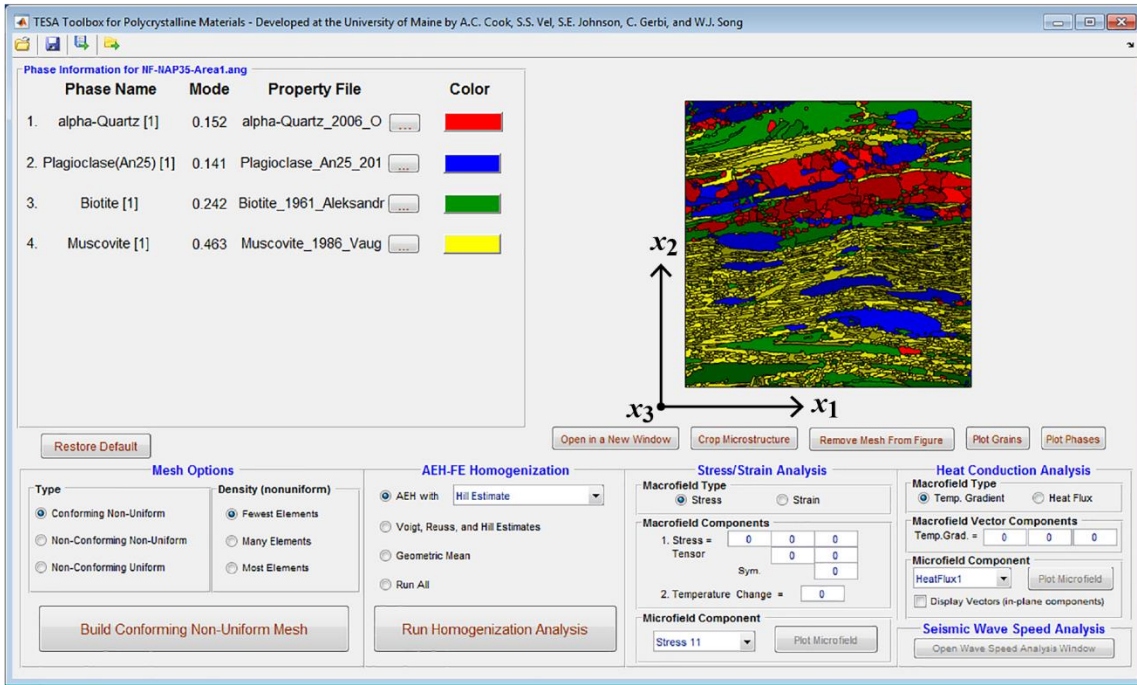 TESA Toolbox for Polycrystalline Materials - Developed at the University of Maine by A.C. Cook, S.S. Vel, S.E. Johnson, C. Gerbi, and W.J. Song
Phase Information for NF-NAP35-Area1.ang
Phase Name Mode Property File Color
1. alpha-Quartz [1] 0.152 alpha-Quartz_2006_O ...
2. Plagioclase(An25) [1] 0.141 Plagioclase_An25_201 ...
3. Biotite [1] 0.242 Biotite_1961_Aleksandr ...
4. Muscovite [1] 0.463 Muscovite_1986_Vaug ...
x2
x3
x1
Restore Default
Open in a New Window Crop Microstructure Remove Mesh From Figure Plot Grains Plot Phases
Mesh Options
Type
Conforming Non-Uniform
Non-Conforming Non-Uniform
Non-Conforming Uniform
Density (nonuniform)
Fewest Elements
Many Elements
Most Elements
Build Conforming Non-Uniform Mesh
AEH-FE Homogenization
AEH with Hill Estimate
Voigt, Reuss, and Hill Estimates
Geometric Mean
Run All
Run Homogenization Analysis
Stress/Strain Analysis
Macrofield Type
Stress Strain
Macrofield Components
1. Stress = 0 0 0
Tensor 0 0
Sym. 0
2. Temperature Change = 0
Microfield Component
Stress 11 Plot Microfield
Heat Conduction Analysis
Macrofield Type
Temp. Gradient Heat Flux
Macrofield Vector Components
Temp.Grad. = 0 0 0
Microfield Component
HeatFlux1 Plot Microfield
Display Vectors (in-plane components)
Seismic Wave Speed Analysis
Open Wave Speed Analysis Window